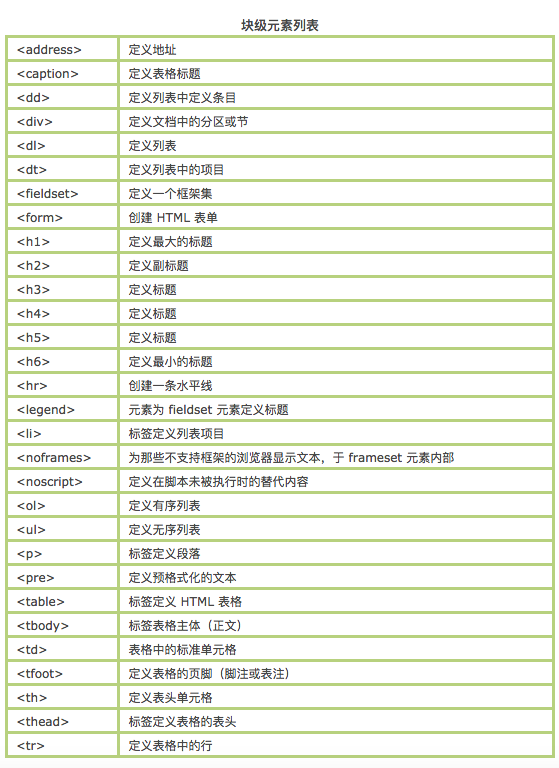 块级元素列表
<address> 定义地址
<caption> 定义表格标题
<dd> 定义列表中定义条目
<div> 定义文档中的分区或节
<dl> 定义列表
<dt> 定义列表中的项目
<fieldset> 定义一个框架集
<form> 创建 HTML 表单
<h1> 定义最大的标题
<h2> 定义副标题
<h3> 定义标题
<h4> 定义标题
<h5> 定义标题
<h6> 定义最小的标题
<hr> 创建一条水平线
<legend> 元素为 fieldset 元素定义标题
<li> 标签定义列表项目
<noframes> 为那些不支持框架的浏览器显示文本，于 frameset 元素内部
<noscript> 定义在脚本未被执行时的替代内容
<ol> 定义有序列表
<ul> 定义无序列表
<p> 标签定义段落
<pre> 定义预格式化的文本
<table> 标签定义 HTML 表格
<tbody> 标签表格主体（正文）
<td> 表格中的标准单元格
<tfoot> 定义表格的页脚（脚注或表注）
<th> 定义表头单元格
<thead> 标签定义表格的表头
<tr> 定义表格中的行